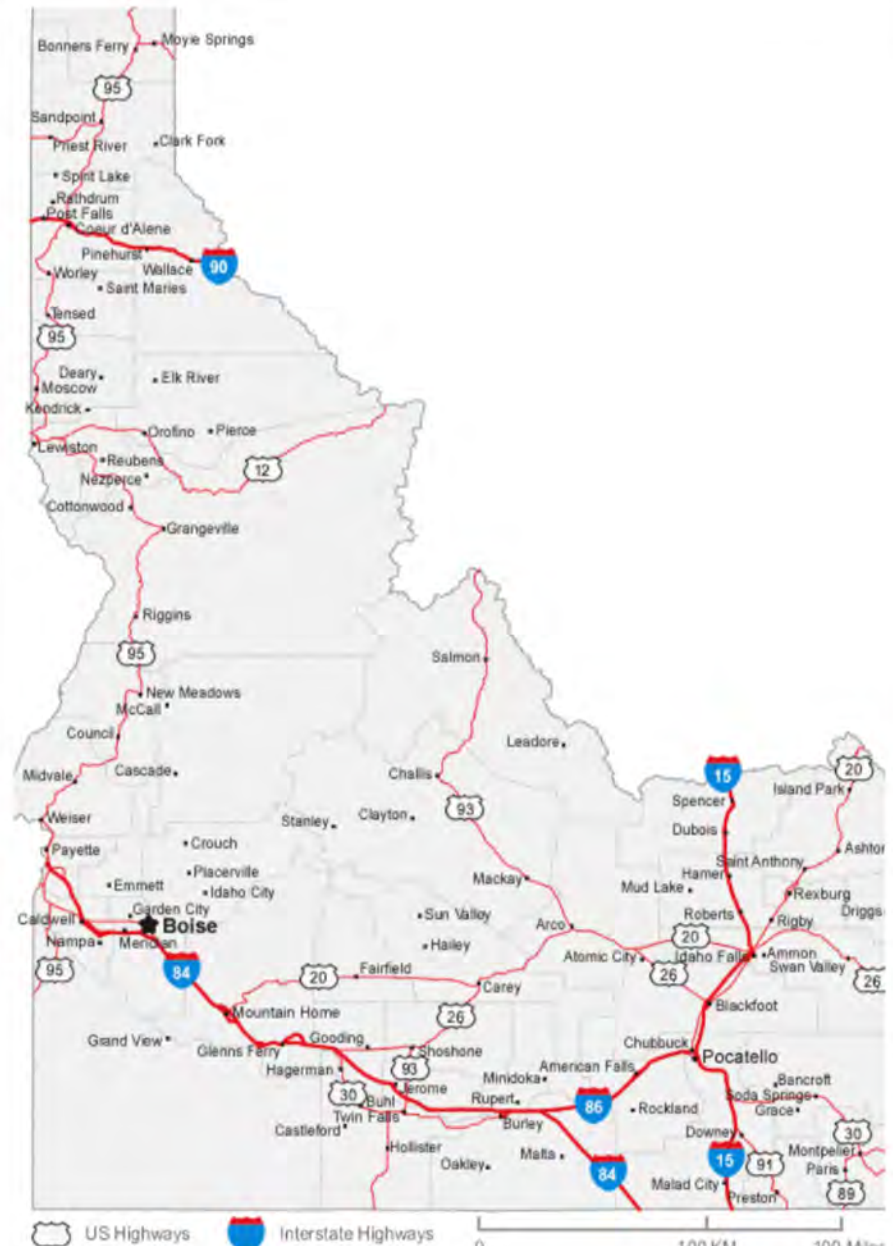 Bonners Ferry
Moyie Springs
95
Sandpoint
Priest River
Clark Fork
Spirit Lake
Rathdrum
Post Falls
Coeur d'Alene
Pinehurst
Wallace
90
Worley
Saint Maries
Tensed
95
Deary
Elk River
Moscow
Kendrick
Orofino
Pierce
Lewiston
Reubens
12
Nezperce
Cottonwood
Grangeville
Riggins
95
Salmon
New Meadows
McCall
Council
Leadore
Midvale
Cascade
Challis
15
20
Island Park
Spencer
93
Weiser
Stanley
Clayton
Dubois
Payette
Crouch
Ashton
Saint Anthony
Placerville
Hamer
Mackay
Emmett
Idaho City
Mud Lake
Rexburg
Garden City
Sun Valley
Roberts
Rigby
Driggs
Caldwell
Boise
Arco
Nampa
Meridian
Hailey
20
Atomic City
Idaho Falls
Ammon
Swan Valley
95
84
20
Fairfield
26
26
Carey
Blackfoot
Mountain Home
26
Grand View
Gooding
Glenns Ferry
Shoshone
Chubbuck
Pocatello
Hagerman
93
American Falls
Minidoka
Jerome
Bancroft
30
Buhl
Rupert
86
Soda Springs
Twin Falls
Rockland
Grace
Castleford
Burley
30
Downey
Hollister
Malta
Montpelier
Oakley
84
15
91
Paris
Malad City
Preston
89
US Highways
Interstate Highways
0
100 KM
100 Miles